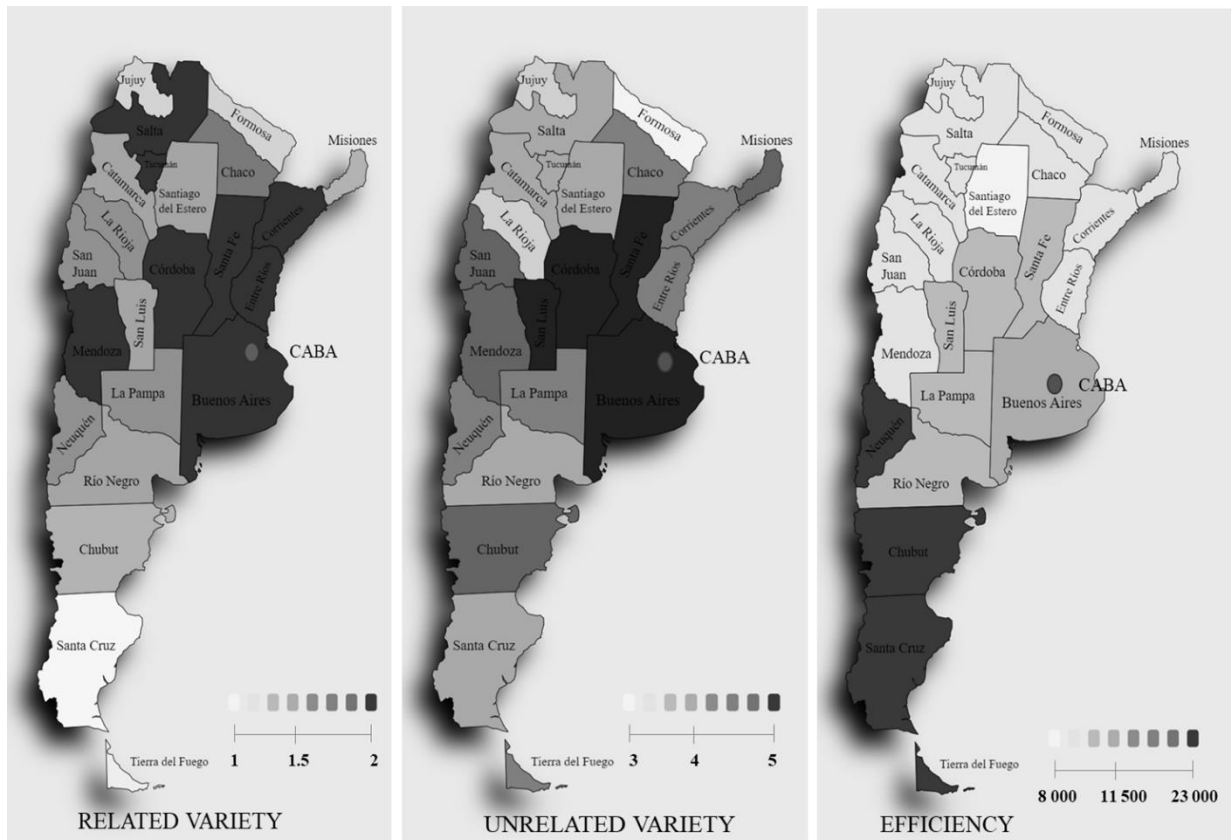 Jujuy
Salta
Formosa
Misiones
Tucumán
Chaco
Catamarca
Santiago
del Estero
La Rioja
Corrientes
Santa Fe
San
Juan
Córdoba
Entre Ríos
San Luis
Mendoza
CABA
La Pampa
Buenos Aires
Neuquén
Río Negro
Chubut
Santa Cruz
1 1.5 2
Tierra del Fuego
RELATED VARIETY
Jujuy
Salta
Formosa
Misiones
Tucumán
Chaco
Catamarca
Santiago
del Estero
La Rioja
Corrientes
Santa Fe
San
Juan
Córdoba
Entre Ríos
San Luis
Mendoza
CABA
La Pampa
Buenos Aires
Neuquén
Río Negro
Chubut
Santa Cruz
3 4 5
Tierra del Fuego
UNRELATED VARIETY
Jujuy
Salta
Formosa
Misiones
Tucumán
Chaco
Catamarca
Santiago
del Estero
La Rioja
Corrientes
Santa Fe
San
Juan
Córdoba
Entre Ríos
San Luis
Mendoza
CABA
La Pampa
Buenos Aires
Neuquén
Río Negro
Chubut
Santa Cruz
Tierra del Fuego
8 000 11 500 23 000
EFFICIENCY